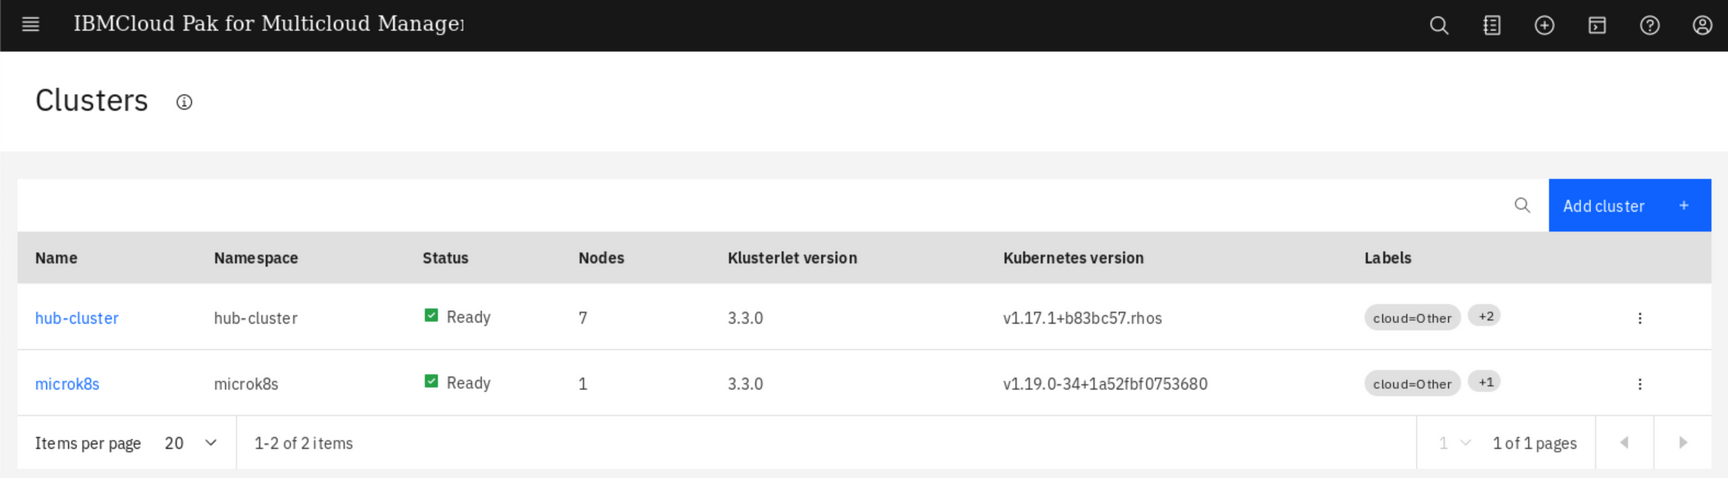 IBMCloud Pak for Multicloud Manager
Clusters
Add cluster +
Name Namespace Status Nodes Klusterlet version Kubernetes version Labels
hub-cluster hub-cluster Ready 7 3.3.0 v1.17.1+b83bc57.rhos cloud=Other +2
microk8s microk8s Ready 1 3.3.0 v1.19.0-34+1a52fbf0753680 cloud=Other +1
Items per page 20 1-2 of 2 items 1 1 of 1 pages